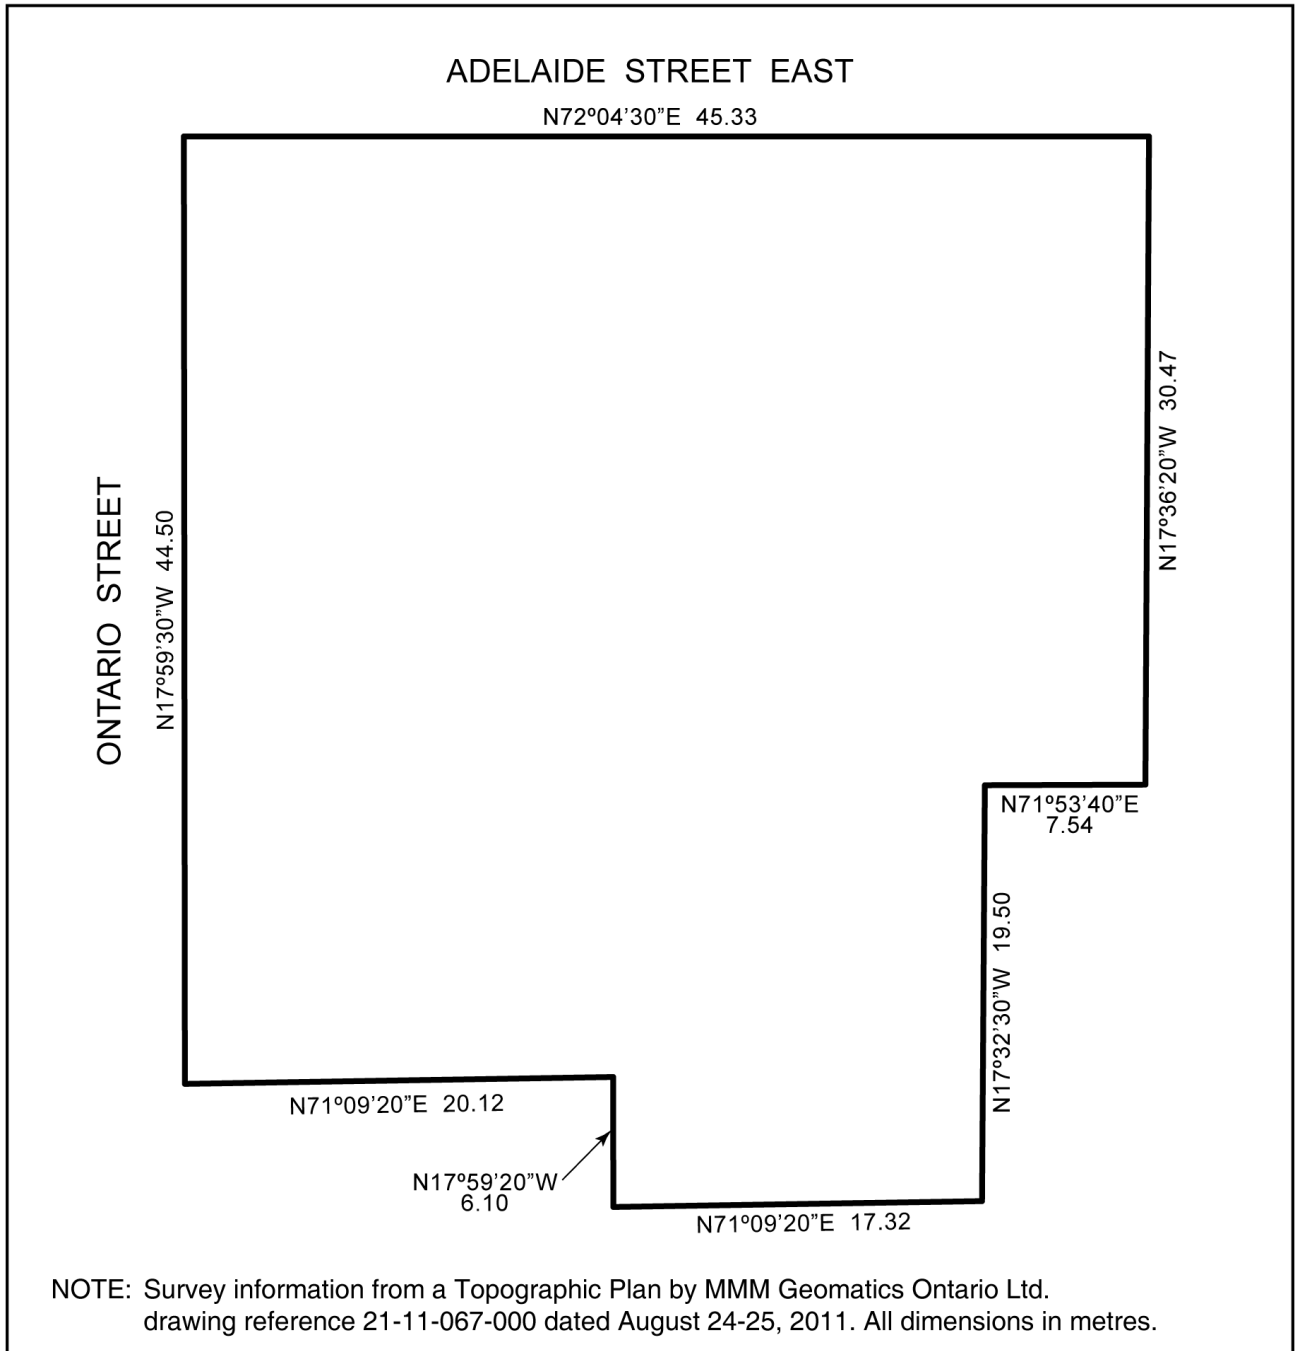 ADELAIDE STREET EAST
N72º04’30”E 45.33
N17º36’20”W 30.47
ONTARIO STREET
N17º59’30”W 44.50
N71º53’40”E
7.54
N17º32’30”W 19.50
N71º09’20”E 20.12
N17º59’20”W
6.10
N71º09’20”E 17.32
NOTE: Survey information from a Topographic Plan by MMM Geomatics Ontario Ltd.
drawing reference 21-11-067-000 dated August 24-25, 2011. All dimensions in metres.